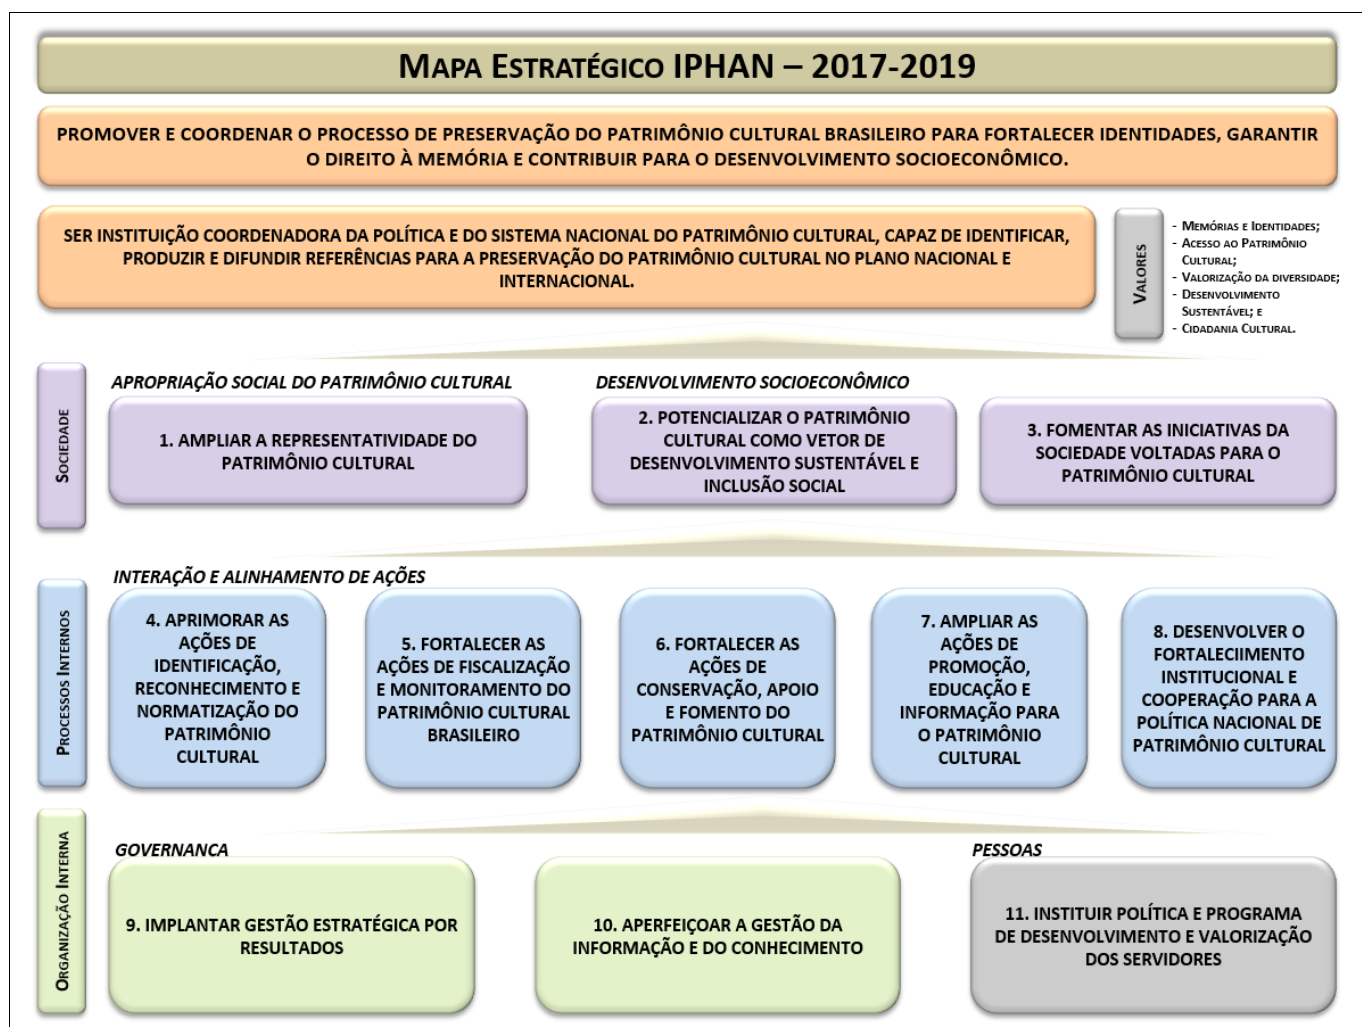 MAPA ESTRATÉGICO IPHAN – 2017-2019
PROMOVER E COORDENAR O PROCESSO DE PRESERVAÇÃO DO PATRIMÔNIO CULTURAL BRASILEIRO PARA FORTALECER IDENTIDADES, GARANTIR
O DIREITO À MEMÓRIA E CONTRIBUIR PARA O DESENVOLVIMENTO SOCIOECONÔMICO.
SER INSTITUIÇÃO COORDENADORA DA POLÍTICA E DO SISTEMA NACIONAL DO PATRIMÔNIO CULTURAL, CAPAZ DE IDENTIFICAR,
PRODUZIR E DIFUNDIR REFERÊNCIAS PARA A PRESERVAÇÃO DO PATRIMÔNIO CULTURAL NO PLANO NACIONAL E
INTERNACIONAL.
VALORES
- MEMÓRIAS E IDENTIDADES;
- ACESSO AO PATRIMÔNIO
CULTURAL;
- VALORIZAÇÃO DA DIVERSIDADE;
- DESENVOLVIMENTO
SUSTENTÁVEL; E
- CIDADANIA CULTURAL.
SOCIEDADE
APROPRIAÇÃO SOCIAL DO PATRIMÔNIO CULTURAL
1. AMPLIAR A REPRESENTATIVIDADE DO
PATRIMÔNIO CULTURAL
DESENVOLVIMENTO SOCIOECONÔMICO
2. POTENCIALIZAR O PATRIMÔNIO
CULTURAL COMO VETOR DE
DESENVOLVIMENTO SUSTENTÁVEL E
INCLUSÃO SOCIAL
3. FOMENTAR AS INICIATIVAS DA
SOCIEDADE VOLTADAS PARA O
PATRIMÔNIO CULTURAL
PROCESSOS INTERNOS
INTERAÇÃO E ALINHAMENTO DE AÇÕES
4. APRIMORAR AS
AÇÕES DE
IDENTIFICAÇÃO,
RECONHECIMENTO E
NORMATIZAÇÃO DO
PATRIMÔNIO
CULTURAL
5. FORTALECER AS
AÇÕES DE FISCALIZAÇÃO
E MONITORAMENTO DO
PATRIMÔNIO CULTURAL
BRASILEIRO
6. FORTALECER AS
AÇÕES DE
CONSERVAÇÃO, APOIO
E FOMENTO DO
PATRIMÔNIO CULTURAL
7. AMPLIAR AS
AÇÕES DE
PROMOÇÃO,
EDUCAÇÃO E
INFORMAÇÃO PARA
O PATRIMÔNIO
CULTURAL
8. DESENVOLVER O
FORTALECIIMENTO
INSTITUCIONAL E
COOPERAÇÃO PARA A
POLÍTICA NACIONAL DE
PATRIMÔNIO CULTURAL
ORGANIZAÇÃO INTERNA
GOVERNANCA
9. IMPLANTAR GESTÃO ESTRATÉGICA POR
RESULTADOS
10. APERFEIÇOAR A GESTÃO DA
INFORMAÇÃO E DO CONHECIMENTO
PESSOAS
11. INSTITUIR POLÍTICA E PROGRAMA
DE DESENVOLVIMENTO E VALORIZAÇÃO
DOS SERVIDORES